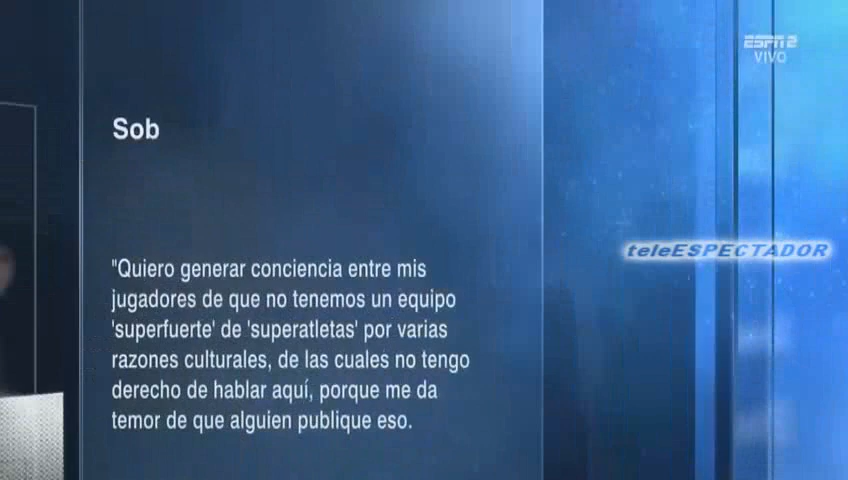 ESPN 2
VIVO
Sob
teleESPECTADOR
"Quiero generar conciencia entre mis
jugadores de que no tenemos un equipo
'superfuerte' de 'superatletas' por varias
razones culturales, de las cuales no tengo
derecho de hablar aquí, porque me da
temor de que alguien publique eso.